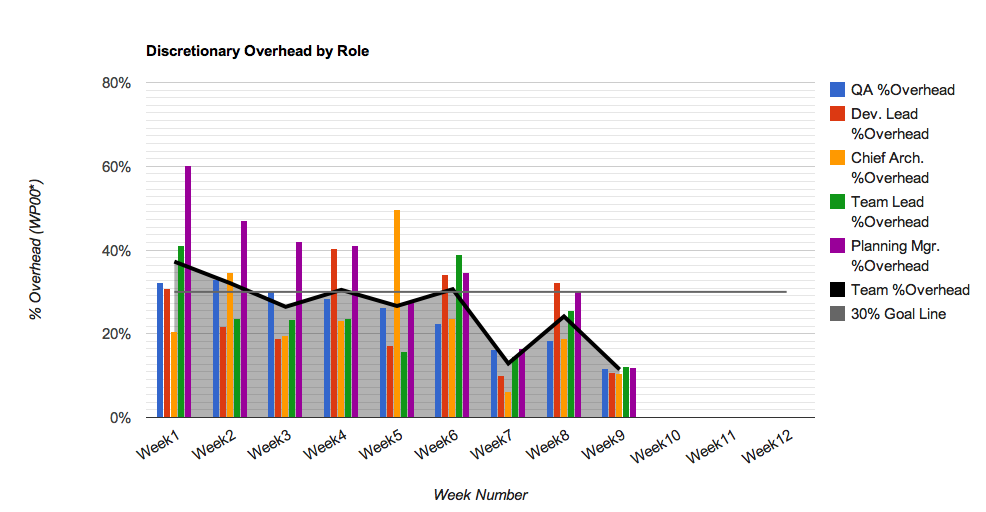 Discretionary Overhead by Role
80%
60%
40%
20%
0%
% Overhead (WP00*)
Week1
Week2
Week3
Week4
Week5
Week6
Week7
Week8
Week9
Week10
Week11
Week12
Week Number
QA %Overhead
Dev. Lead
%Overhead
Chief Arch.
%Overhead
Team Lead
%Overhead
Planning Mgr.
%Overhead
Team %Overhead
30% Goal Line